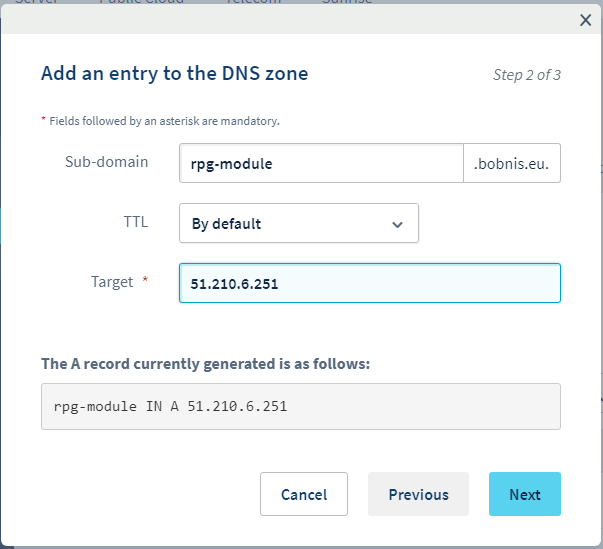 Server Public Cloud Telecom Sunrise
Add an entry to the DNS zone
Step 2 of 3
* Fields followed by an asterisk are mandatory.
Sub-domain
rpg-module
.bobnis.eu.
TTL
By default
Target *
51.210.6.251
The A record currently generated is as follows:
rpg-module IN A 51.210.6.251
Cancel
Previous
Next